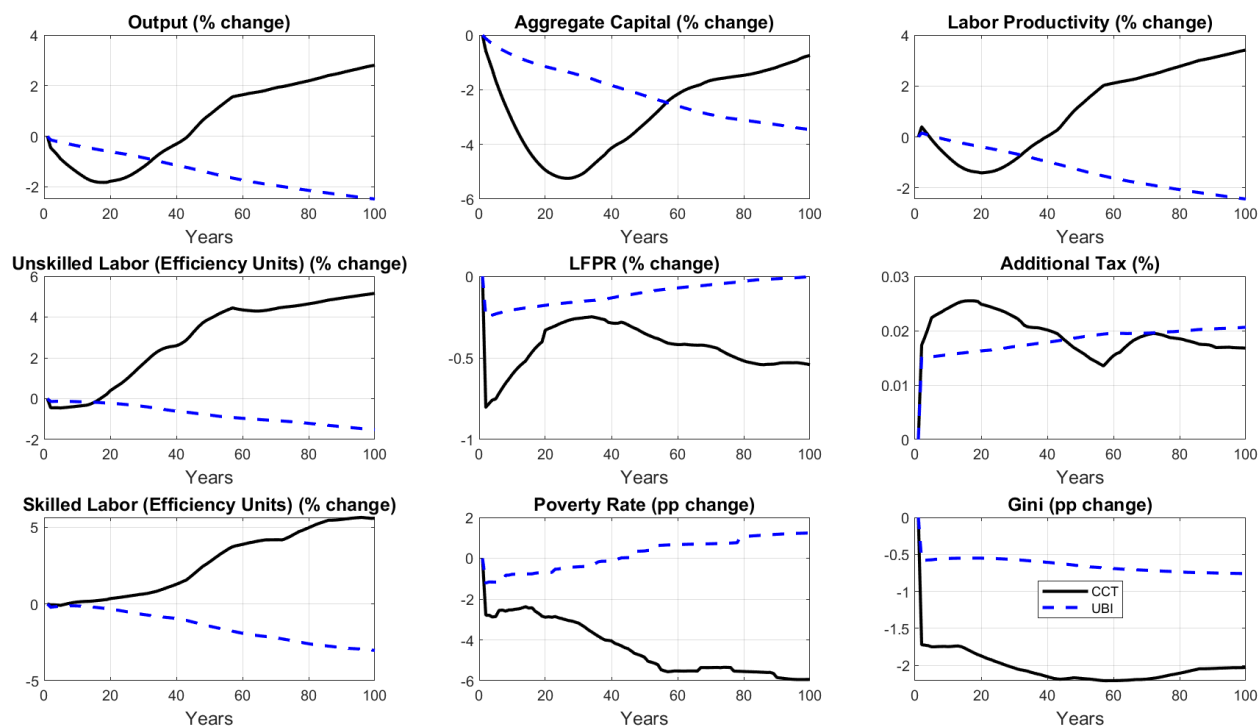 Output (% change)
4
2
0
-2
0 20 40 60 80 100
Years
Aggregate Capital (% change)
0
-2
-4
-6
0 20 40 60 80 100
Years
Labor Productivity (% change)
4
2
0
-2
0 20 40 60 80 100
Years
Unskilled Labor (Efficiency Units) (% change)
6
4
2
0
-2
0 20 40 60 80 100
Years
LFPR (% change)
0
-0.5
-1
0 20 40 60 80 100
Years
Additional Tax (%)
0.03
0.02
0.01
0
0 20 40 60 80 100
Years
Skilled Labor (Efficiency Units) (% change)
5
0
-5
0 20 40 60 80 100
Years
Poverty Rate (pp change)
2
0
-2
-4
-6
0 20 40 60 80 100
Years
Gini (pp change)
0
-0.5
-1
-1.5
-2
CCT
UBI
0 20 40 60 80 100
Years